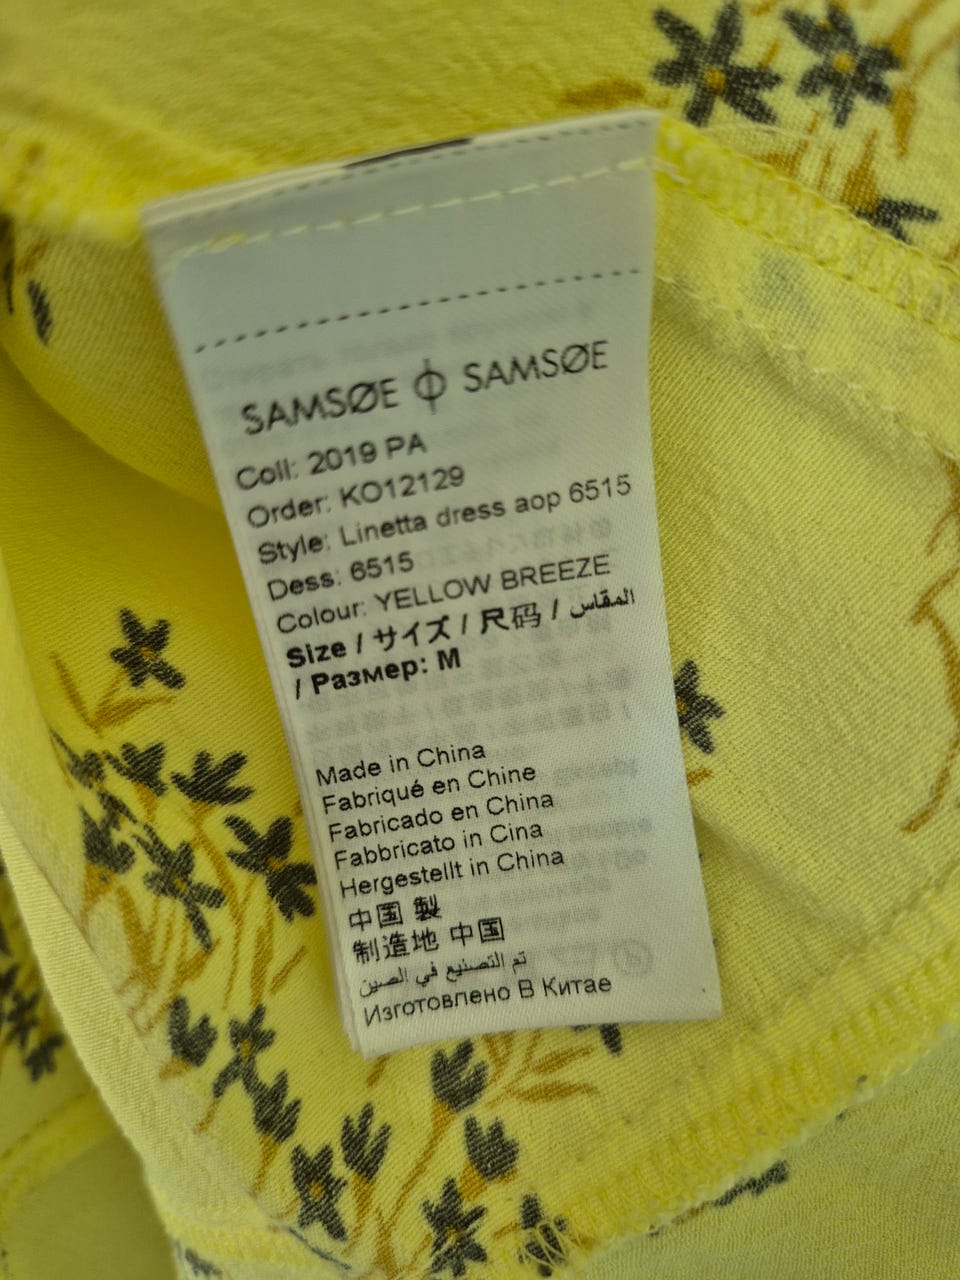 SAMSØE ϕ SAMSØE
Coll: 2019 PA
Order: KO12129
Style: Linetta dress aop 6515
Dess: 6515
Colour: YELLOW BREEZE
Size / サイズ / 尺码 / المقاس
/ Размер: M
Made in China
Fabriqué en Chine
Fabricado en China
Fabbricato in Cina
Hergestellt in China
中国 製
制造地 中国
تم التصنيع في الصين
Изготовлено В Китае